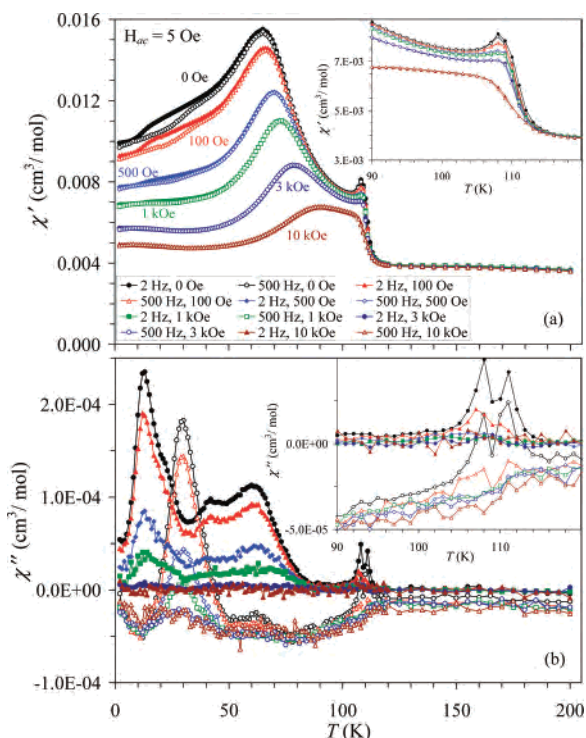 0.016
0.012
0.008
0.004
0.000
χ′ (cm³/ mol)
H_ac = 5 Oe
0 Oe
100 Oe
500 Oe
1 kOe
3 kOe
10 kOe
7.E-03
6.E-03
4.E-03
3.E-03
χ′ (cm³/ mol)
90 100 110
T (K)
2 Hz, 0 Oe 500 Hz, 0 Oe 2 Hz, 100 Oe
500 Hz, 100 Oe 2 Hz, 500 Oe 500 Hz, 500 Oe
2 Hz, 1 kOe 500 Hz, 1 kOe 2 Hz, 3 kOe
500 Hz, 3 kOe 2 Hz, 10 kOe 500 Hz, 10 kOe
(a)
2.0E-04
1.0E-04
0.0E+00
-1.0E-04
χ″ (cm³/ mol)
0.0E+00
-5.0E-05
χ″ (cm³/ mol)
90 100 110
T (K)
(b)
0 50 100 150 200
T (K)